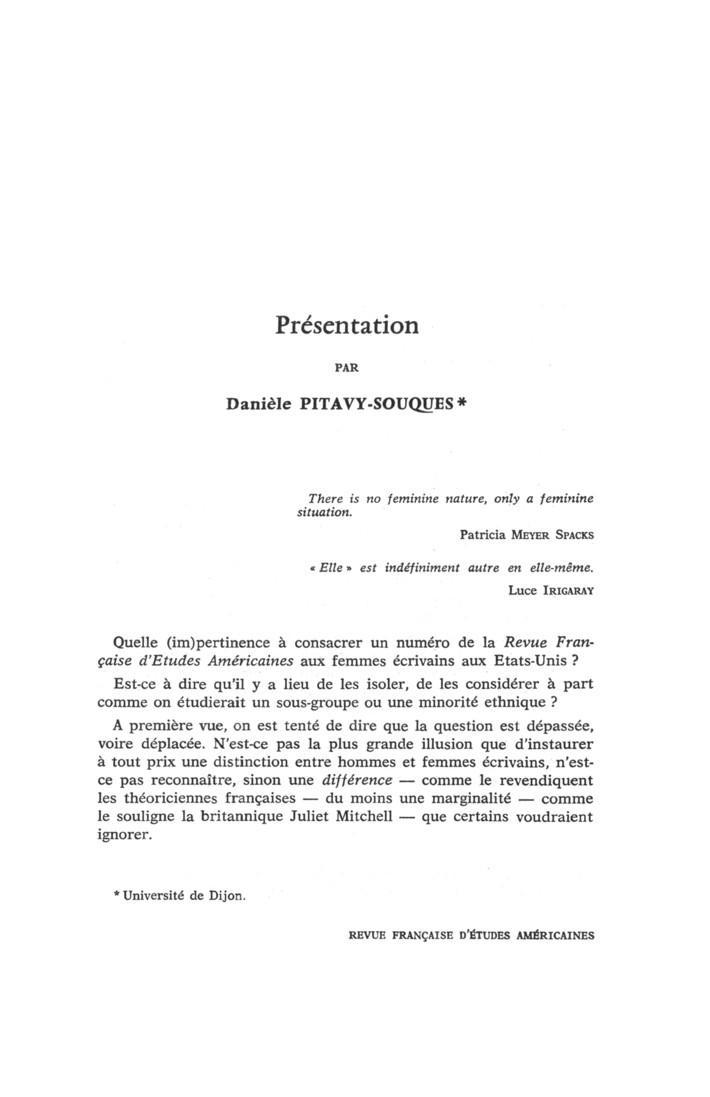 Présentation
PAR
Danièle PITAVY-SOUQUES *
There is no feminine nature, only a feminine
situation.
Patricia MEYER SPACKS
« Elle » est indéfiniment autre en elle-même.
Luce IRIGARAY
Quelle (im)pertinence à consacrer un numéro de la Revue Fran-
çaise d'Etudes Américaines aux femmes écrivains aux Etats-Unis ?
Est-ce à dire qu'il y a lieu de les isoler, de les considérer à part
comme on étudierait un sous-groupe ou une minorité ethnique ?
A première vue, on est tenté de dire que la question est dépassée,
voire déplacée. N'est-ce pas la plus grande illusion que d'instaurer
à tout prix une distinction entre hommes et femmes écrivains, n'est-
ce pas reconnaître, sinon une différence — comme le revendiquent
les théoriciennes françaises — du moins une marginalité — comme
le souligne la britannique Juliet Mitchell — que certains voudraient
ignorer.
* Université de Dijon.
REVUE FRANÇAISE D'ÉTUDES AMÉRICAINES